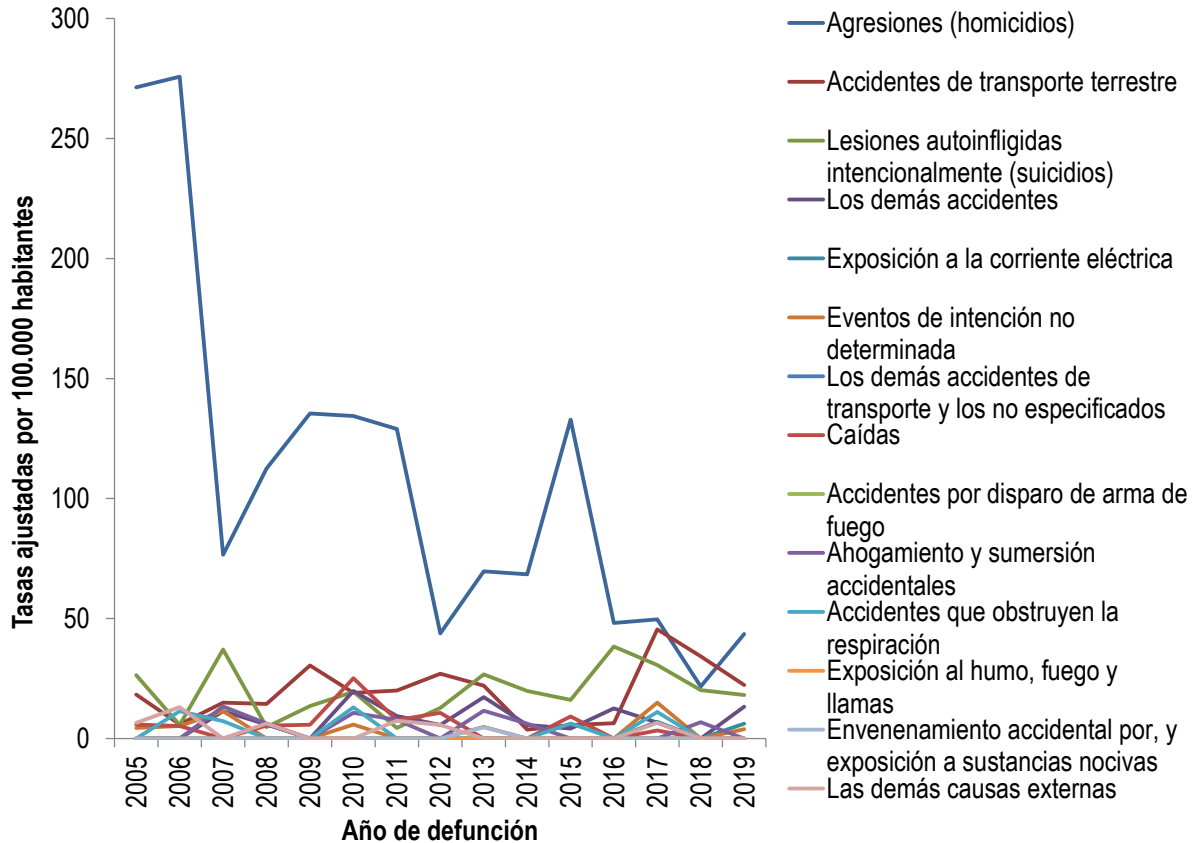 Tasas ajustadas por 100.000 habitantes
300
250
200
150
100
50
0
2005
2006
2007
2008
2009
2010
2011
2012
2013
2014
2015
2016
2017
2018
2019
Año de defunción
Agresiones (homicidios)
Accidentes de transporte terrestre
Lesiones autoinfligidas
intencionalmente (suicidios)
Los demás accidentes
Exposición a la corriente eléctrica
Eventos de intención no
determinada
Los demás accidentes de
transporte y los no especificados
Caídas
Accidentes por disparo de arma de
fuego
Ahogamiento y sumersión
accidentales
Accidentes que obstruyen la
respiración
Exposición al humo, fuego y
llamas
Envenenamiento accidental por, y
exposición a sustancias nocivas
Las demás causas externas